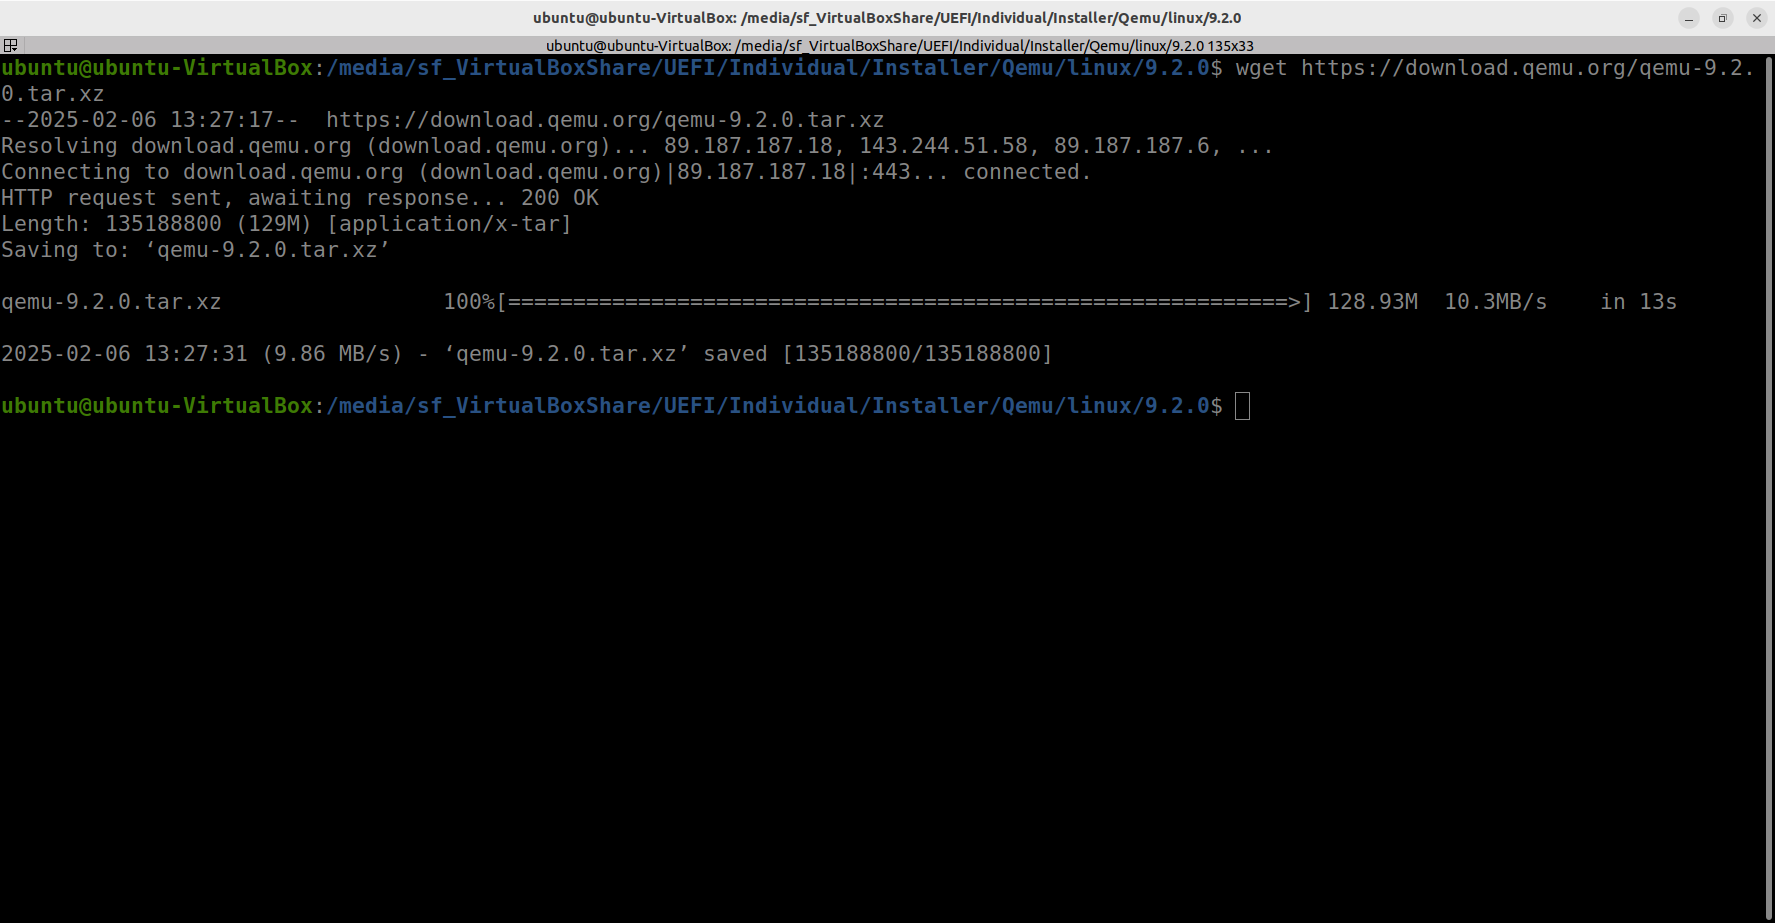 ubuntu@ubuntu-VirtualBox: /media/sf_VirtualBoxShare/UEFI/Individual/Installer/Qemu/linux/9.2.0
ubuntu@ubuntu-VirtualBox: /media/sf_VirtualBoxShare/UEFI/Individual/Installer/Qemu/linux/9.2.0 135x33
ubuntu@ubuntu-VirtualBox:/media/sf_VirtualBoxShare/UEFI/Individual/Installer/Qemu/linux/9.2.0$ wget https://download.qemu.org/qemu-9.2.
0.tar.xz
--2025-02-06 13:27:17--  https://download.qemu.org/qemu-9.2.0.tar.xz
Resolving download.qemu.org (download.qemu.org)... 89.187.187.18, 143.244.51.58, 89.187.187.6, ...
Connecting to download.qemu.org (download.qemu.org)|89.187.187.18|:443... connected.
HTTP request sent, awaiting response... 200 OK
Length: 135188800 (129M) [application/x-tar]
Saving to: ‘qemu-9.2.0.tar.xz’
qemu-9.2.0.tar.xz                 100%[============================================================>] 128.93M  10.3MB/s    in 13s
2025-02-06 13:27:31 (9.86 MB/s) - ‘qemu-9.2.0.tar.xz’ saved [135188800/135188800]
ubuntu@ubuntu-VirtualBox:/media/sf_VirtualBoxShare/UEFI/Individual/Installer/Qemu/linux/9.2.0$